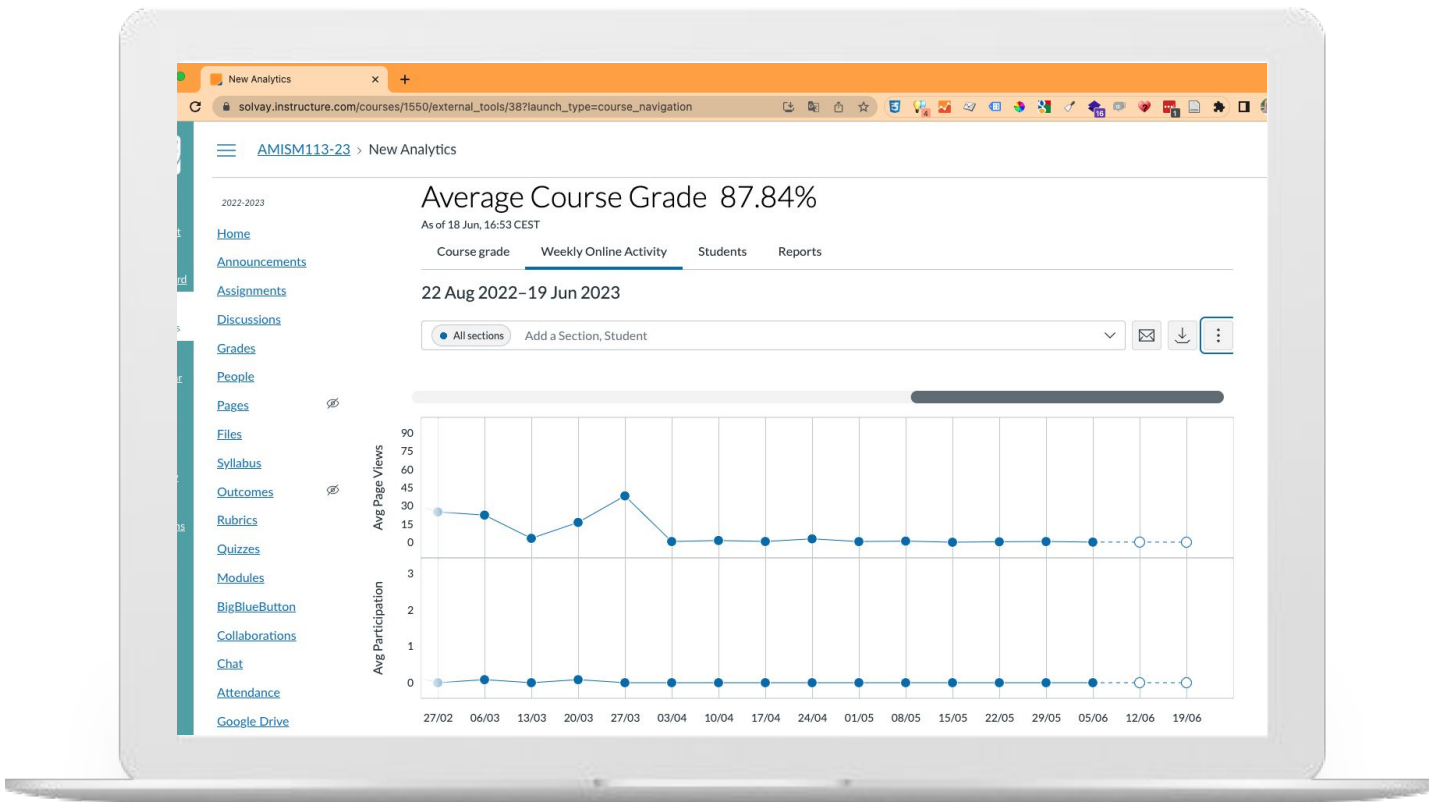 New Analytics
solvay.instructure.com/courses/1550/external_tools/38?launch_type=course_navigation
4
16
1
AMISM113-23 > New Analytics
2022-2023
Home
Announcements
Assignments
Discussions
Grades
People
Pages
Files
Syllabus
Outcomes
Rubrics
Quizzes
Modules
BigBlueButton
Collaborations
Chat
Attendance
Google Drive
Average Course Grade 87.84%
As of 18 Jun, 16:53 CEST
Course grade Weekly Online Activity Students Reports
22 Aug 2022–19 Jun 2023
All sections Add a Section, Student
Avg Page Views
90
75
60
45
30
15
0
Avg Participation
3
2
1
0
27/02 06/03 13/03 20/03 27/03 03/04 10/04 17/04 24/04 01/05 08/05 15/05 22/05 29/05 05/06 12/06 19/06